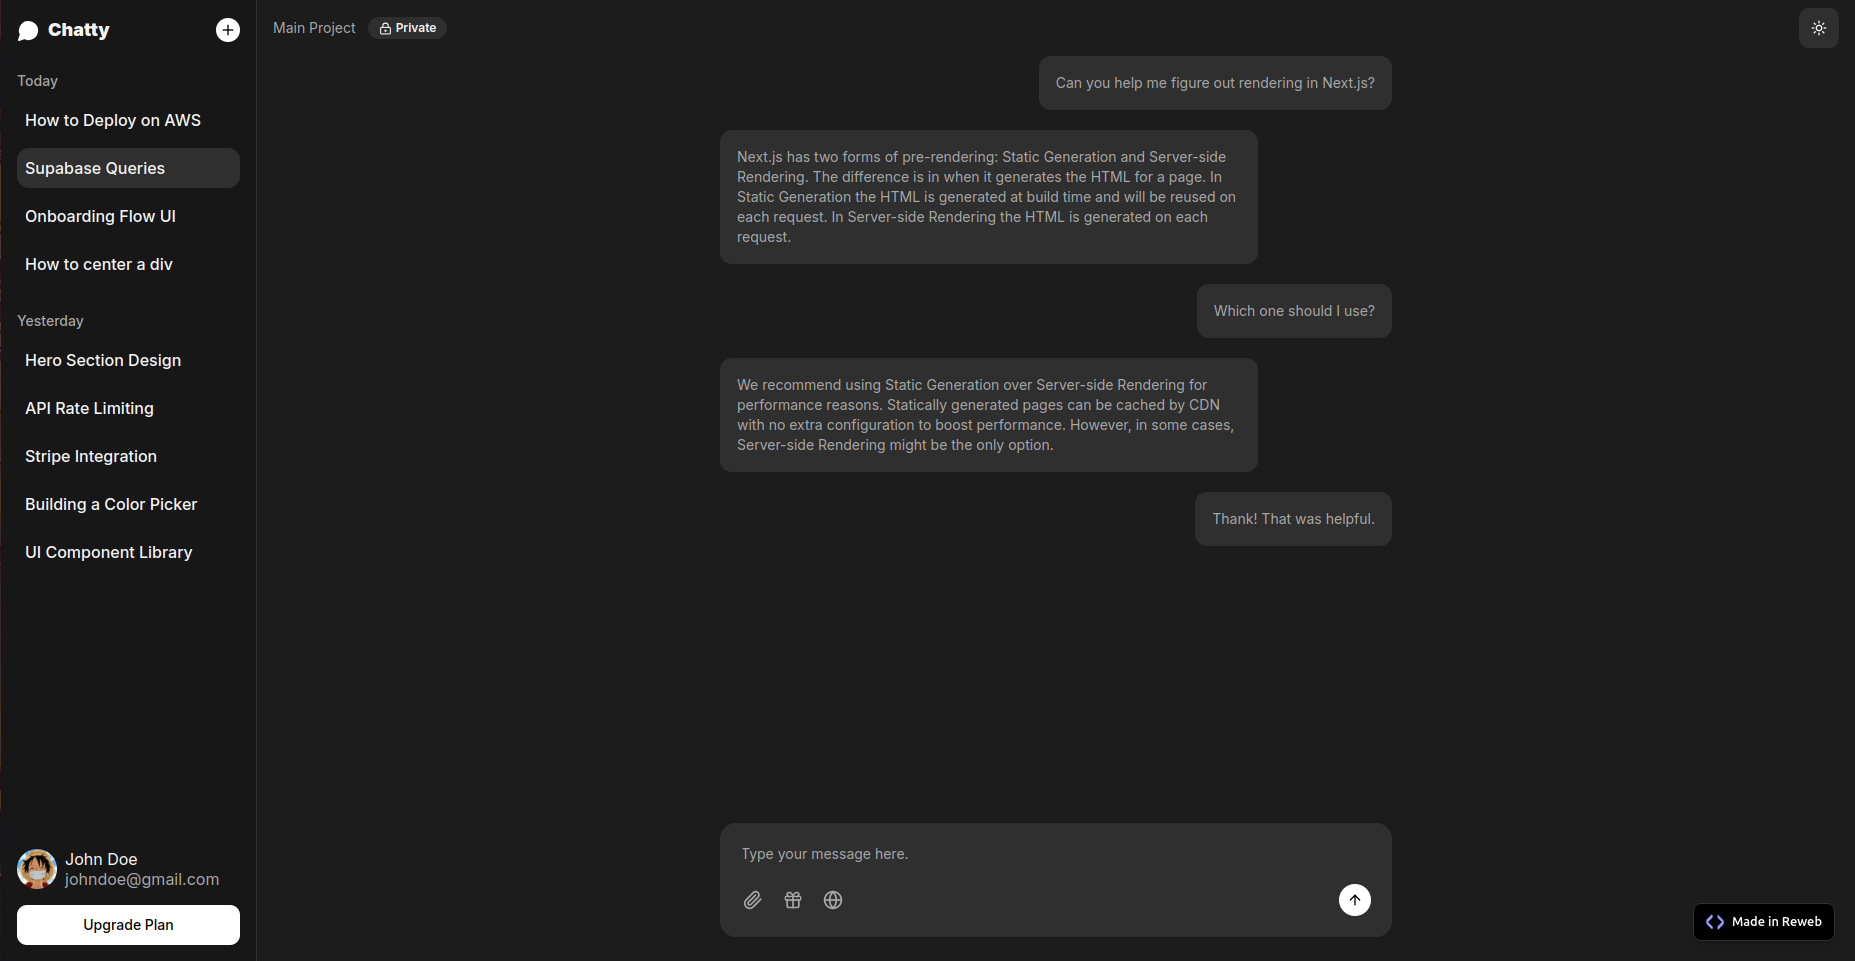 Chatty
Today
How to Deploy on AWS
Supabase Queries
Onboarding Flow UI
How to center a div
Yesterday
Hero Section Design
API Rate Limiting
Stripe Integration
Building a Color Picker
UI Component Library
John Doe
johndoe@gmail.com
Upgrade Plan
Main Project
Private
Can you help me figure out rendering in Next.js?
Next.js has two forms of pre-rendering: Static Generation and Server-side
Rendering. The difference is in when it generates the HTML for a page. In
Static Generation the HTML is generated at build time and will be reused on
each request. In Server-side Rendering the HTML is generated on each
request.
Which one should I use?
We recommend using Static Generation over Server-side Rendering for
performance reasons. Statically generated pages can be cached by CDN
with no extra configuration to boost performance. However, in some cases,
Server-side Rendering might be the only option.
Thank! That was helpful.
Type your message here.
Made in Reweb